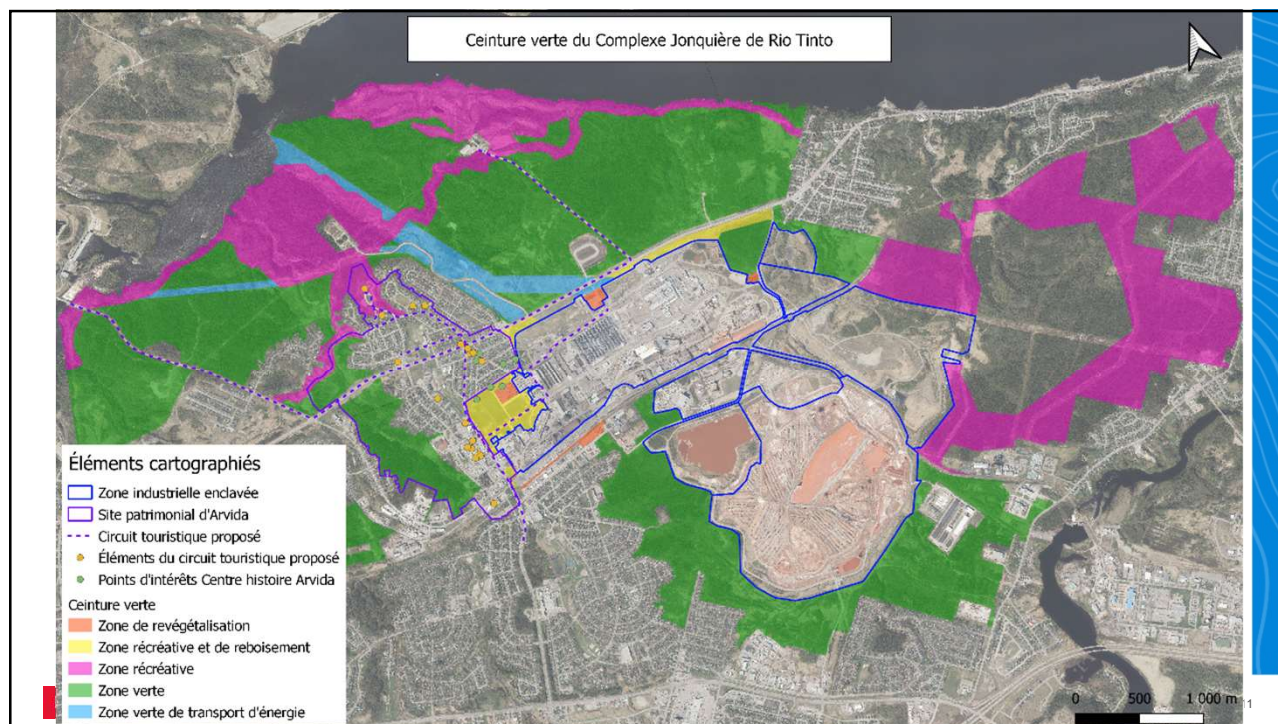 Ceinture verte du Complexe Jonquière de Rio Tinto
Éléments cartographiés
Zone industrielle enclavée
Site patrimonial d'Arvida
Circuit touristique proposé
Éléments du circuit touristique proposé
Points d'intérêts Centre histoire Arvida
Ceinture verte
Zone de revégétalisation
Zone récréative et de reboisement
Zone récréative
Zone verte
Zone verte de transport d'énergie
0 500 1 000 m
11